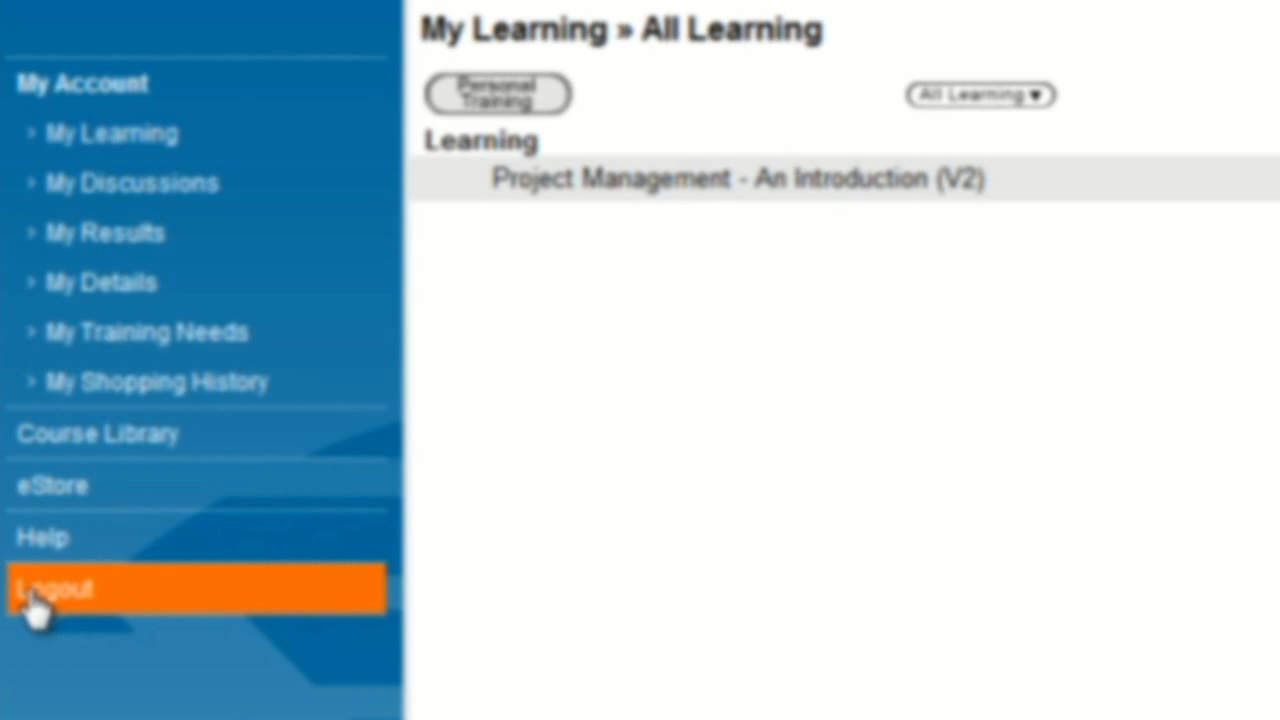 My Account
> My Learning
> My Discussions
> My Results
> My Details
> My Training Needs
> My Shopping History
Course Library
eStore
Help
Logout
My Learning » All Learning
Personal
Training
All Learning ▼
Learning
Project Management - An Introduction (V2)